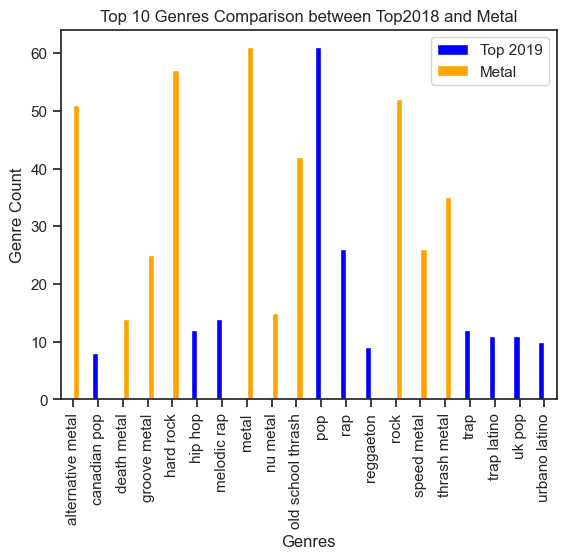 Top 10 Genres Comparison between Top2018 and Metal
Top 2019
Metal
Genre Count
60
50
40
30
20
10
0
alternative metal
canadian pop
death metal
groove metal
hard rock
hip hop
melodic rap
metal
nu metal
old school thrash
pop
rap
reggaeton
rock
speed metal
thrash metal
trap
trap latino
uk pop
urbano latino
Genres